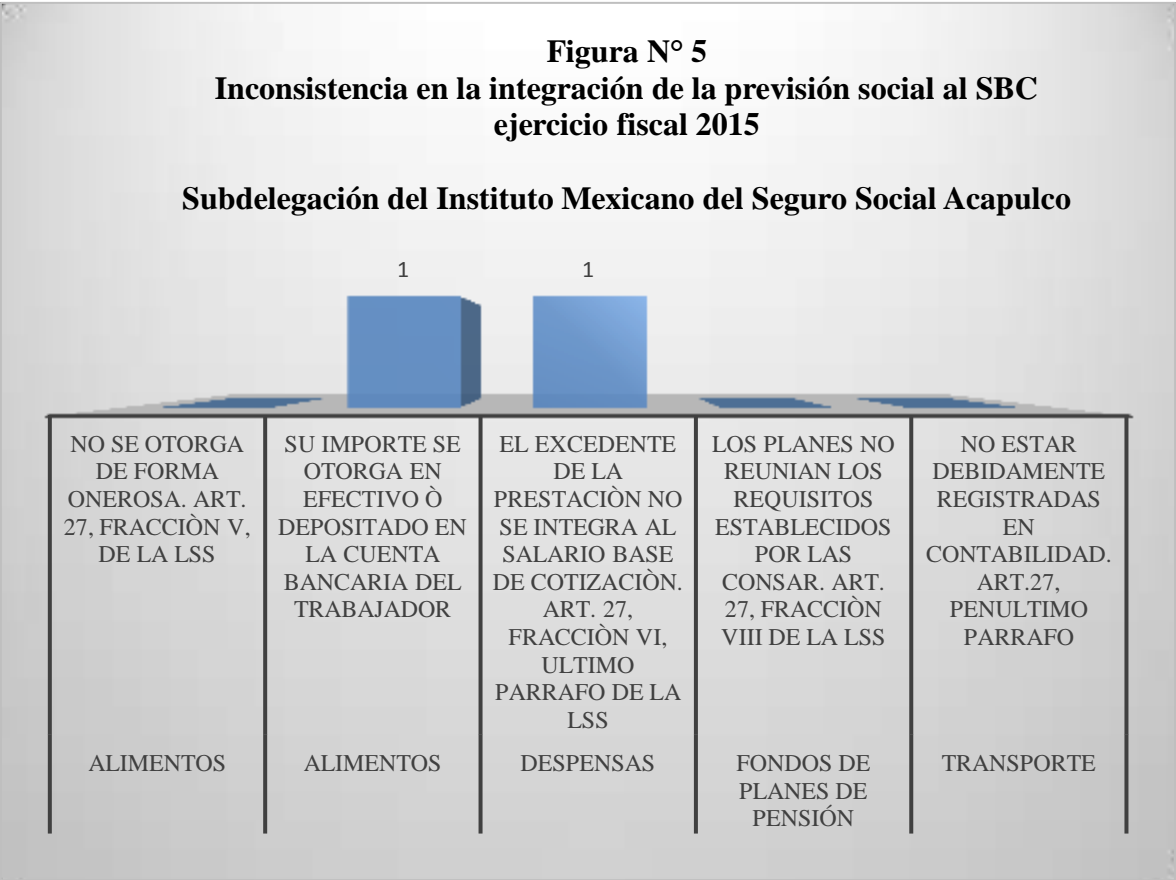 Figura N° 5
Inconsistencia en la integración de la previsión social al SBC
ejercicio fiscal 2015
Subdelegación del Instituto Mexicano del Seguro Social Acapulco
1
1
NO SE OTORGA
DE FORMA
ONEROSA. ART.
27, FRACCIÒN V,
DE LA LSS
SU IMPORTE SE
OTORGA EN
EFECTIVO Ò
DEPOSITADO EN
LA CUENTA
BANCARIA DEL
TRABAJADOR
EL EXCEDENTE
DE LA
PRESTACIÒN NO
SE INTEGRA AL
SALARIO BASE
DE COTIZACIÒN.
ART. 27,
FRACCIÒN VI,
ULTIMO
PARRAFO DE LA
LSS
LOS PLANES NO
REUNIAN LOS
REQUISITOS
ESTABLECIDOS
POR LAS
CONSAR. ART.
27, FRACCIÒN
VIII DE LA LSS
NO ESTAR
DEBIDAMENTE
REGISTRADAS
EN
CONTABILIDAD.
ART.27,
PENULTIMO
PARRAFO
ALIMENTOS
ALIMENTOS
DESPENSAS
FONDOS DE
PLANES DE
PENSIÓN
TRANSPORTE